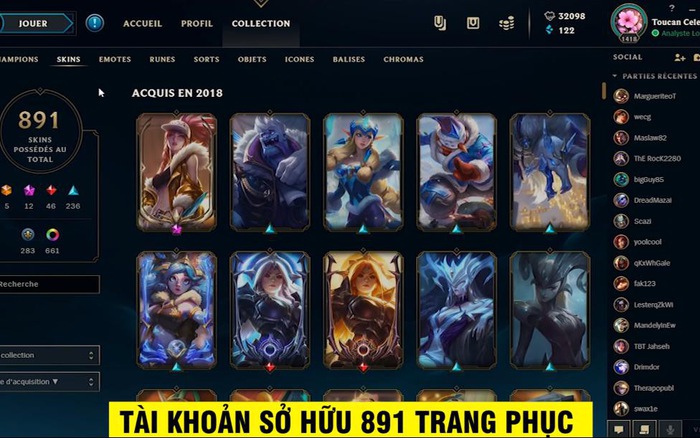 JOUER
ACCUEIL
PROFIL
COLLECTION
32098
122
?
Toucan Cele
1418
Analyste Lo
HAMPIONS
SKINS
EMOTES
RUNES
SORTS
OBJETS
ICONES
BALISES
CHROMAS
SOCIAL
PARTIES RÉCENTES
ACQUIS EN 2018
891
SKINS
POSSÉDÉS AU
TOTAL
5
12
46
236
283
661
Recherche
collection
e d'acquisition
MargueriteoT
wecg
Maslaw82
ThE RocK2280
bigGuy85
DreadMazaI
Scazi
yoolcool
qKxWhGale
fak123
LesterqZkWI
MandelyInEw
TBT Jahseh
Drimdor
Therapopubl
swax1e
TÀI KHOẢN SỞ HỮU 891 TRANG PHỤC